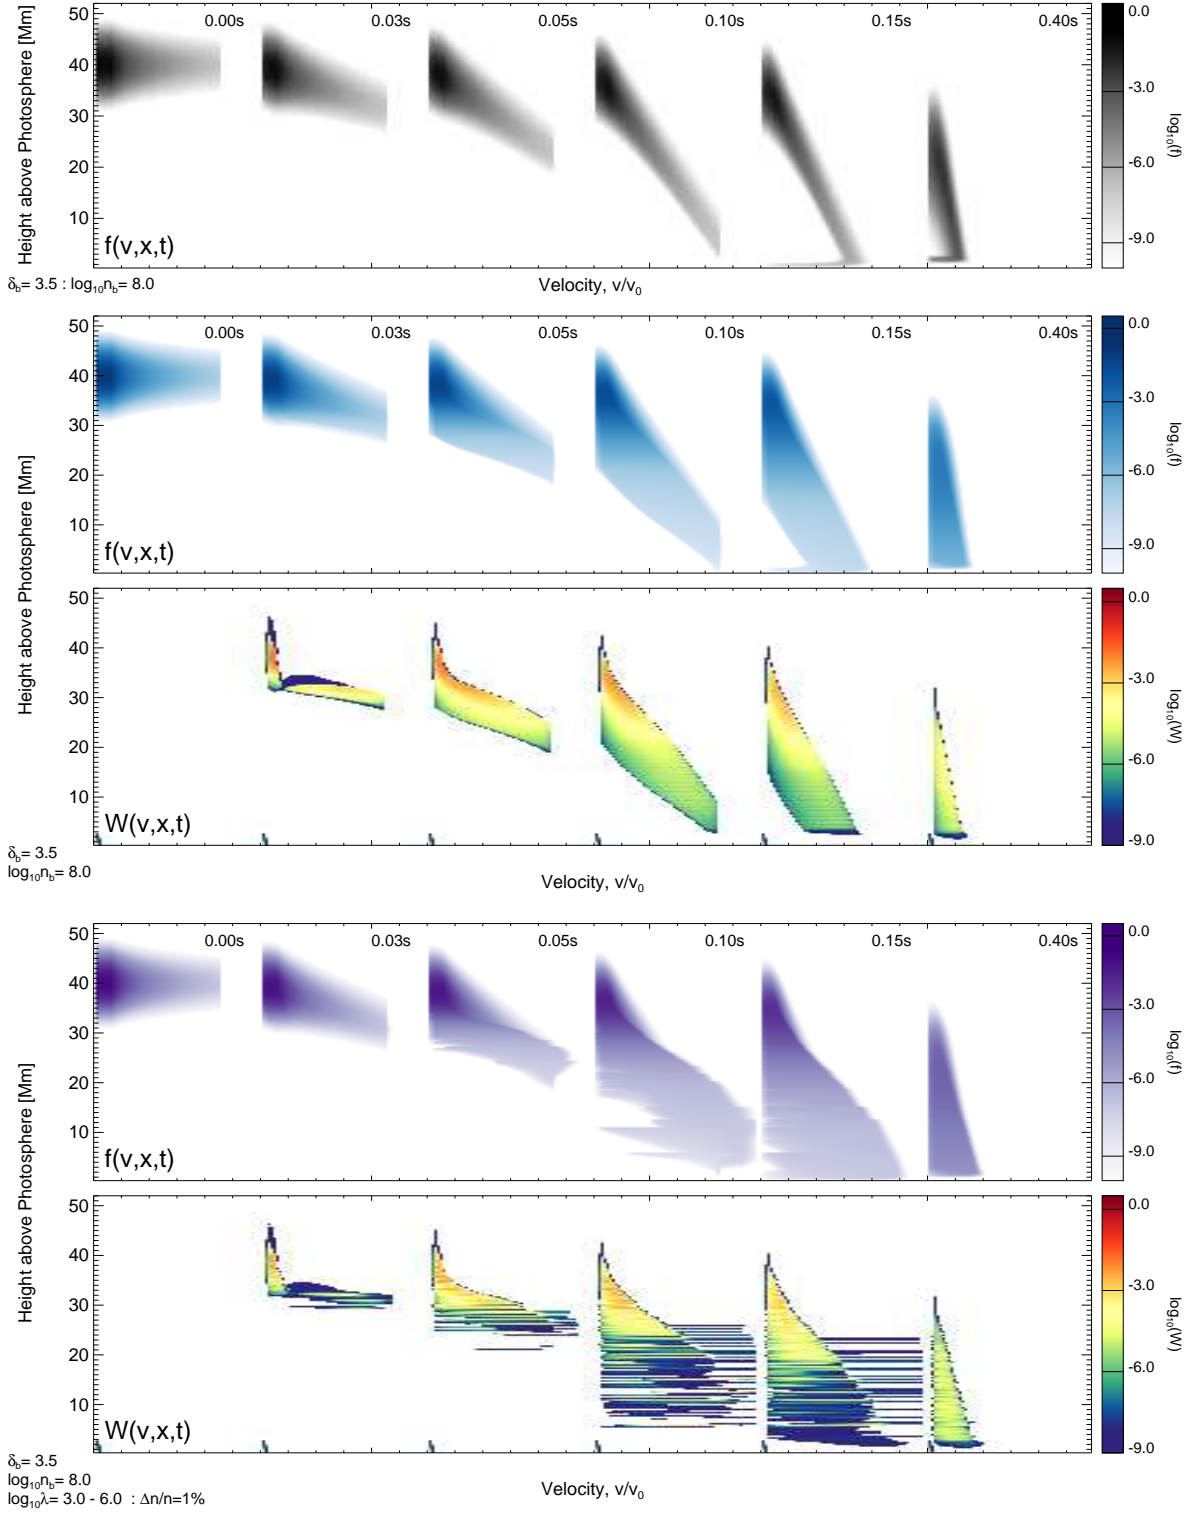 0.00s 0.03s 0.05s 0.10s 0.15s 0.40s
50
40
30
20
10
Height above Photosphere [Mm]
f(v,x,t)
0.0
-3.0
-6.0
-9.0
log₁₀(f)
δb= 3.5 : log₁₀nb= 8.0
Velocity, v/v₀
0.00s 0.03s 0.05s 0.10s 0.15s 0.40s
50
40
30
20
10
f(v,x,t)
0.0
-3.0
-6.0
-9.0
log₁₀(f)
Height above Photosphere [Mm]
50
40
30
20
10
W(v,x,t)
0.0
-3.0
-6.0
-9.0
log₁₀(W)
δb= 3.5
log₁₀nb= 8.0
Velocity, v/v₀
0.00s 0.03s 0.05s 0.10s 0.15s 0.40s
50
40
30
20
10
f(v,x,t)
0.0
-3.0
-6.0
-9.0
log₁₀(f)
Height above Photosphere [Mm]
50
40
30
20
10
W(v,x,t)
0.0
-3.0
-6.0
-9.0
log₁₀(W)
δb= 3.5
log₁₀nb= 8.0
log₁₀λ= 3.0 - 6.0 : Δn/n=1%
Velocity, v/v₀